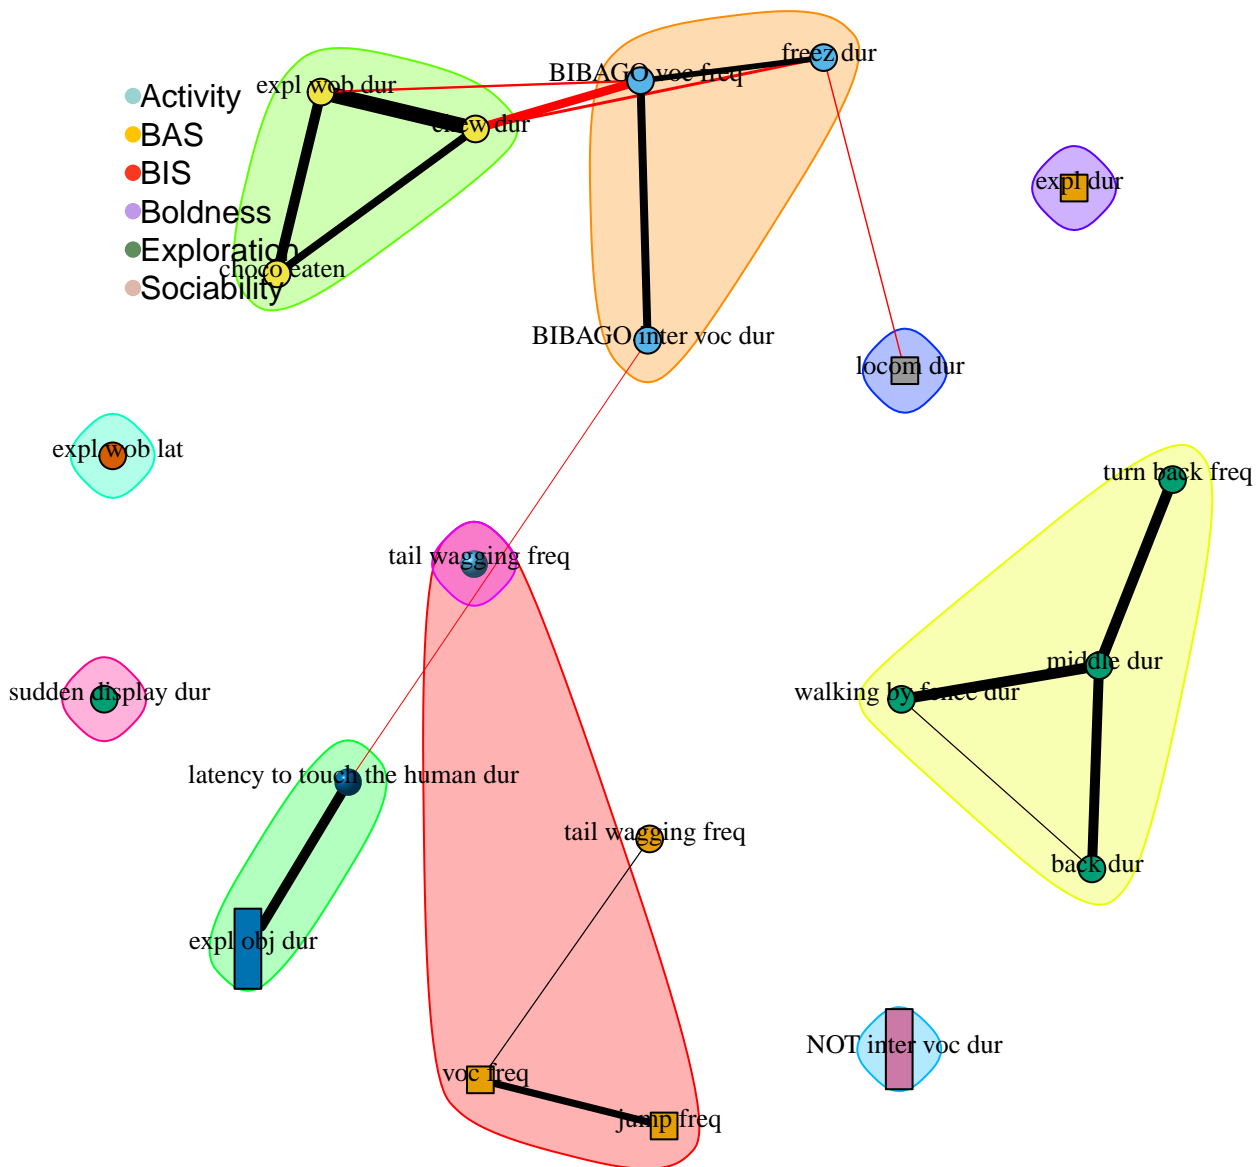 freez dur
BIBAGO voc freq
expl wob dur
Activity
chew dur
BAS
BIS
expl dur
Boldness
Exploration
choco eaten
Sociability
BIBAGO inter voc dur
locom dur
expl wob lat
turn back freq
tail wagging freq
middle dur
sudden display dur
walking by fence dur
latency to touch the human dur
tail wagging freq
back dur
expl obj dur
NOT inter voc dur
voc freq
jump freq